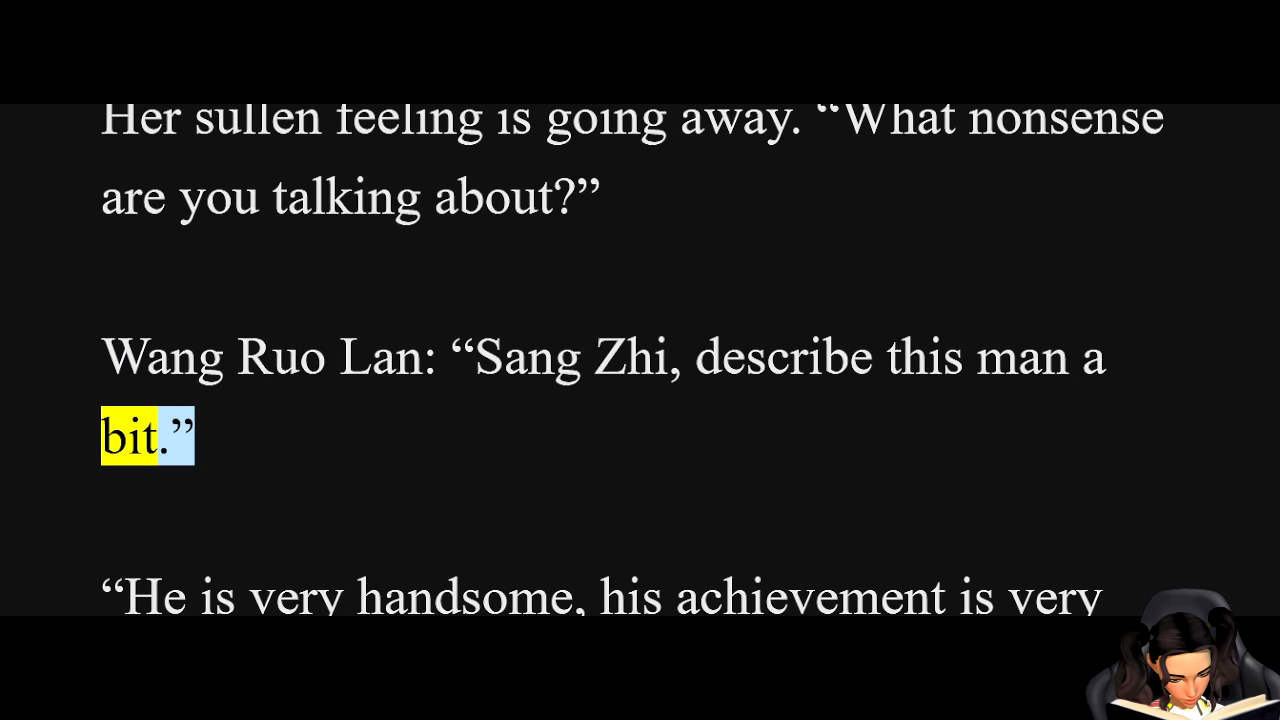 Her sullen feeling is going away. “What nonsense
are you talking about?”
Wang Ruo Lan: “Sang Zhi, describe this man a
bit.”
“He is very handsome, his achievement is very